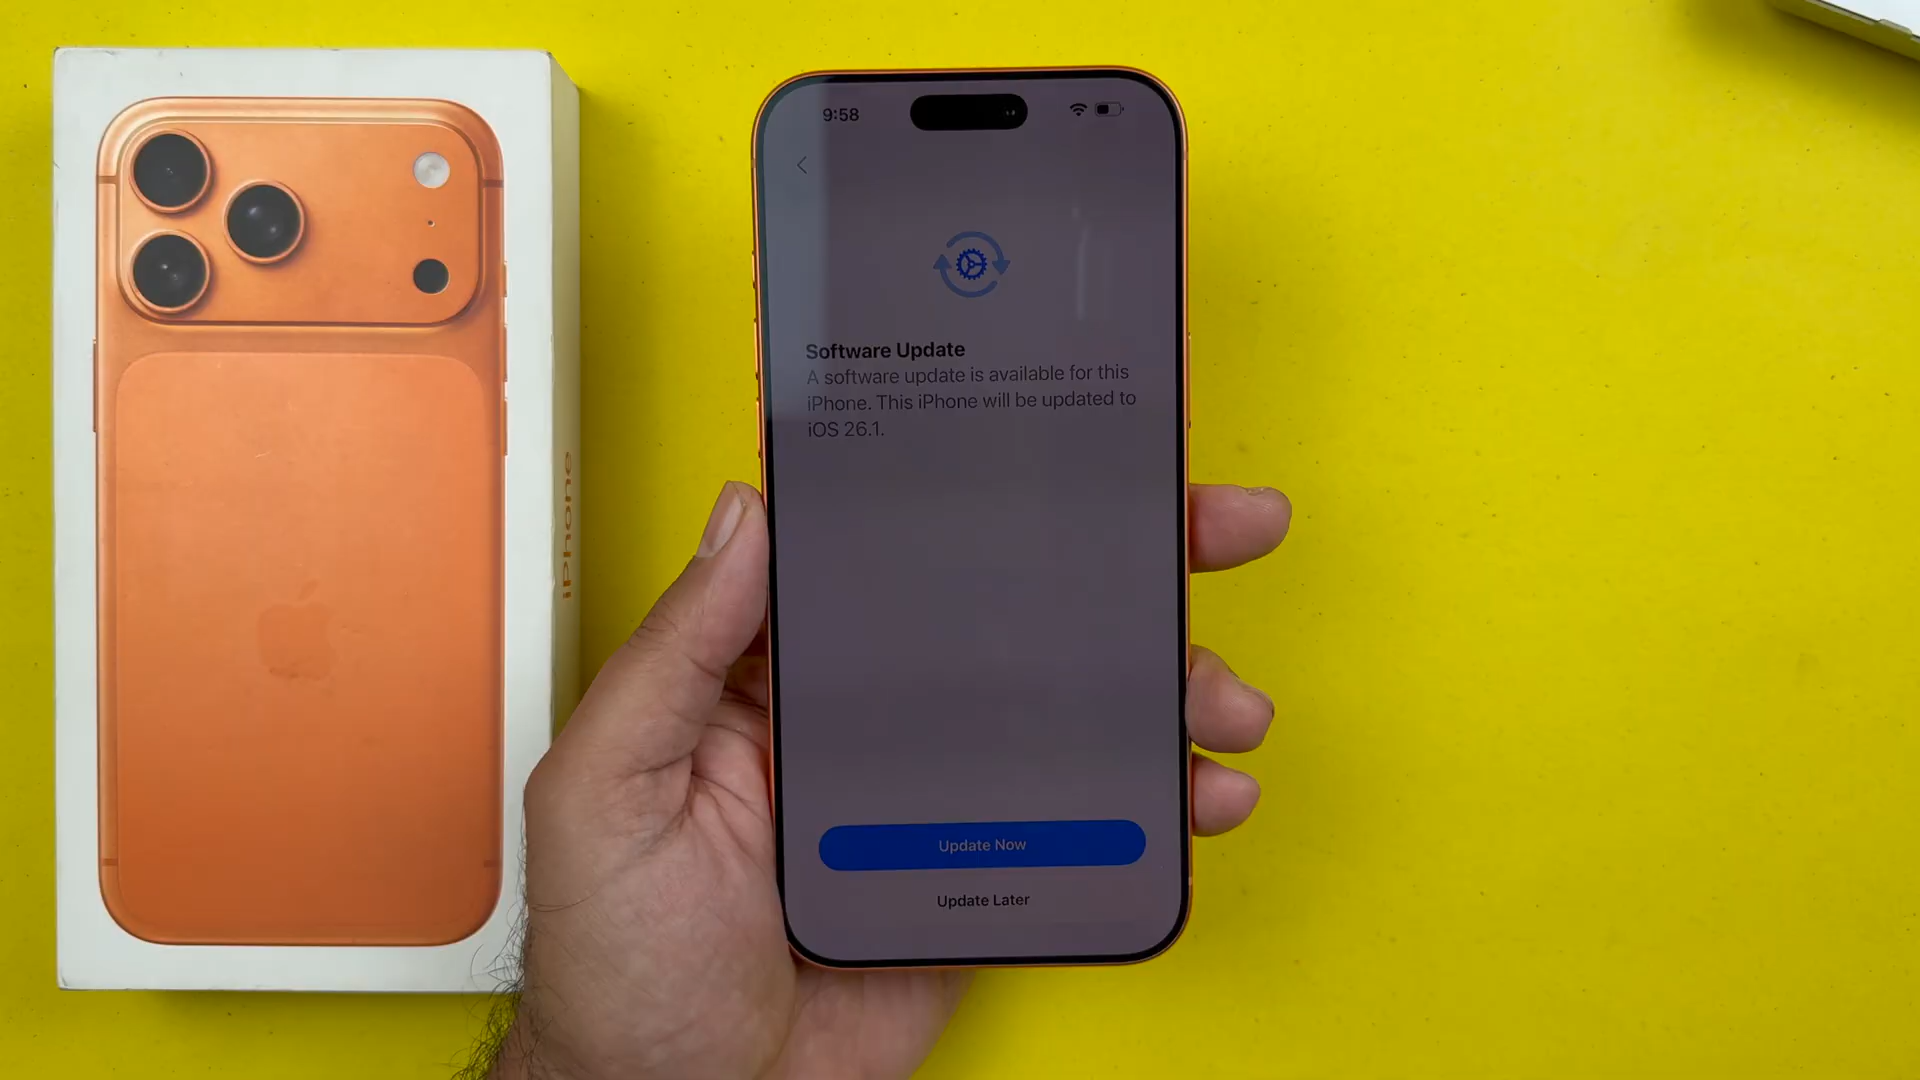 iPhone
9:58
Software Update
A software update is available for this
iPhone. This iPhone will be updated to
iOS 26.1.
Update Now
Update Later